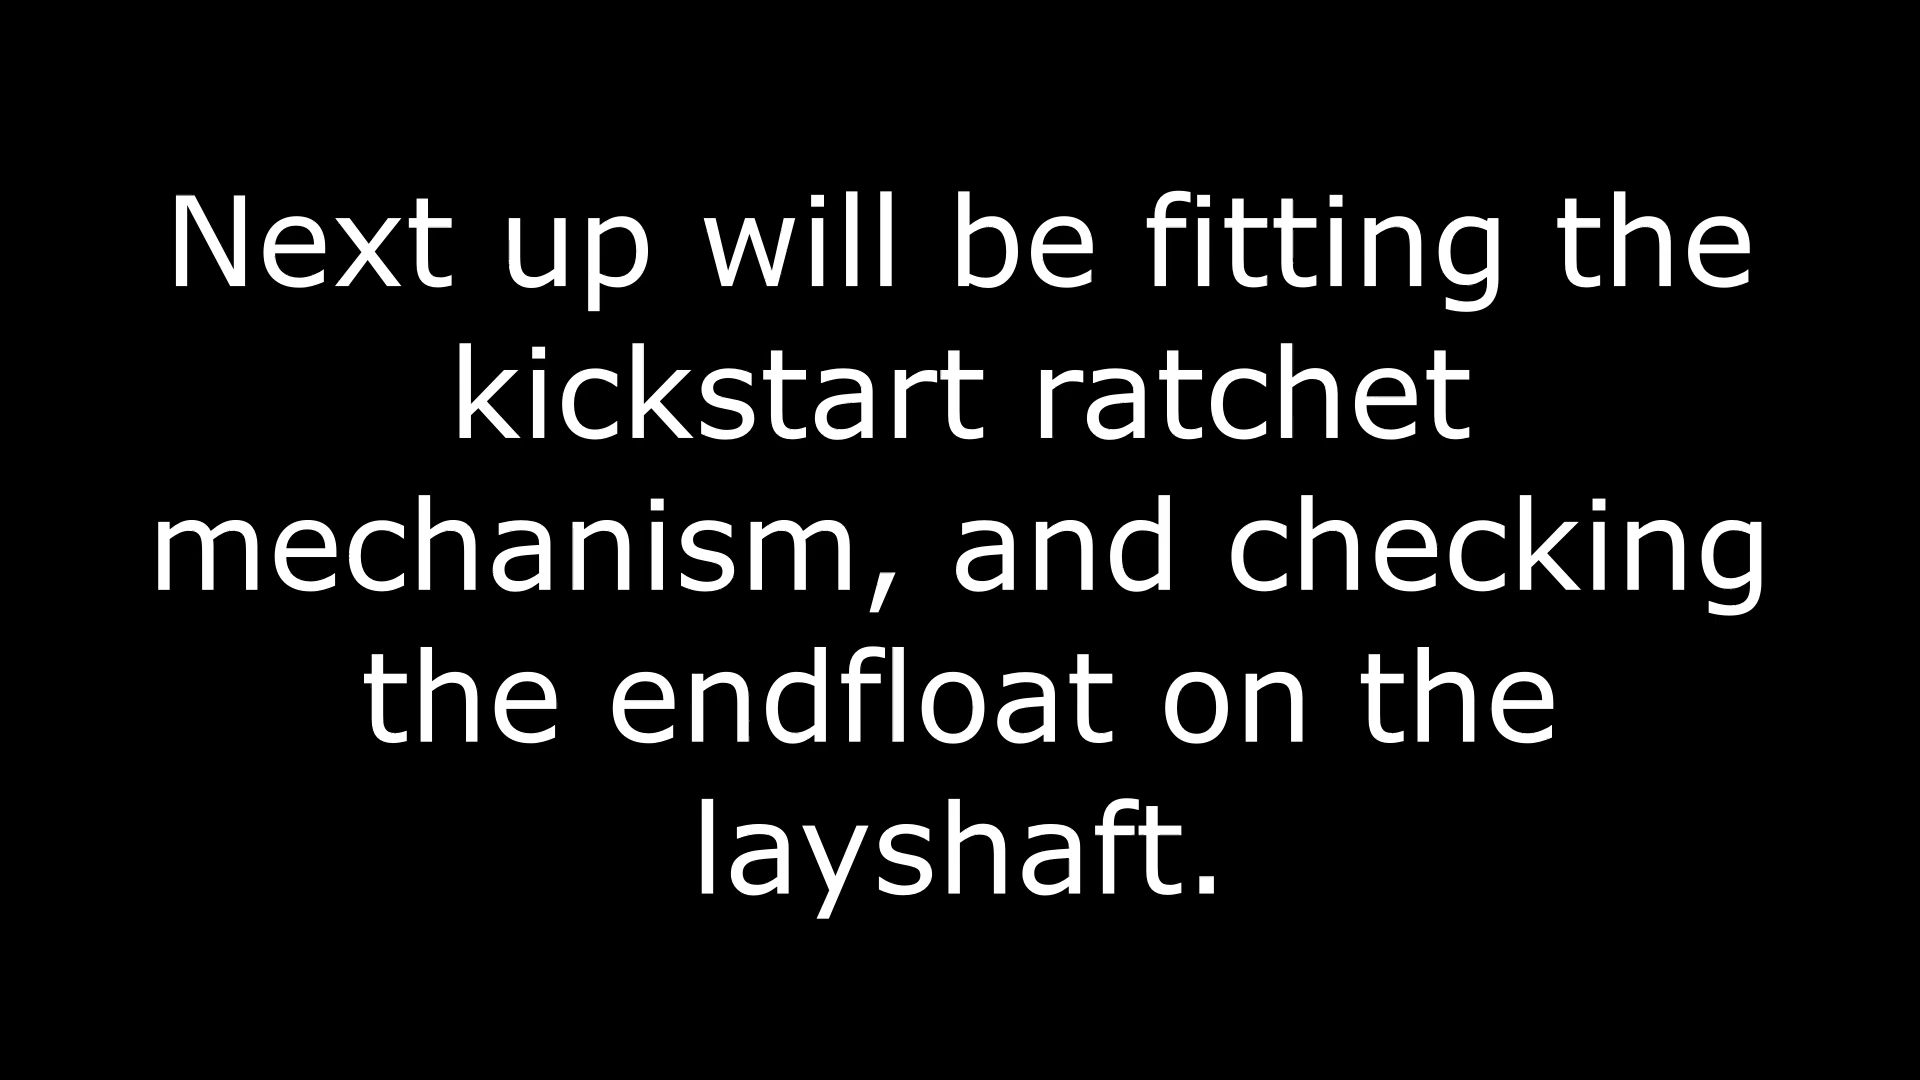 Next up will be fitting the
kickstart ratchet
mechanism, and checking
the endfloat on the
layshaft.